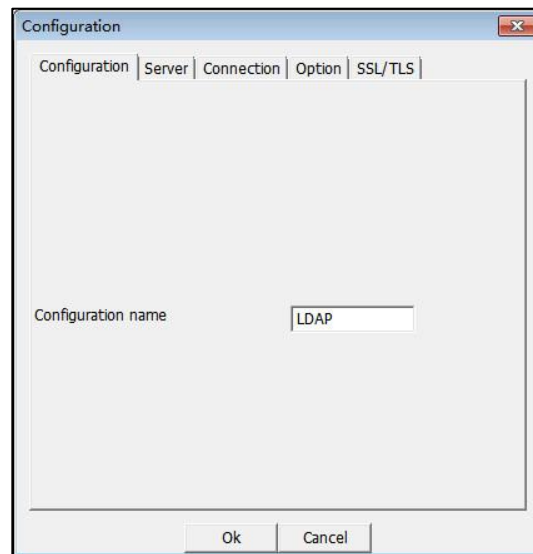 Configuration
Configuration Server Connection Option SSL/TLS
Configuration name LDAP
Ok Cancel